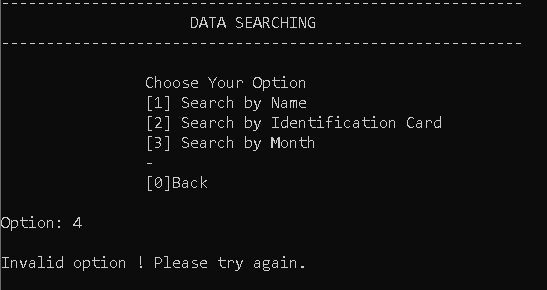 ----------------------------------------------------------
DATA SEARCHING
----------------------------------------------------------
Choose Your Option
[1] Search by Name
[2] Search by Identification Card
[3] Search by Month
-
[0]Back
Option: 4
Invalid option ! Please try again.